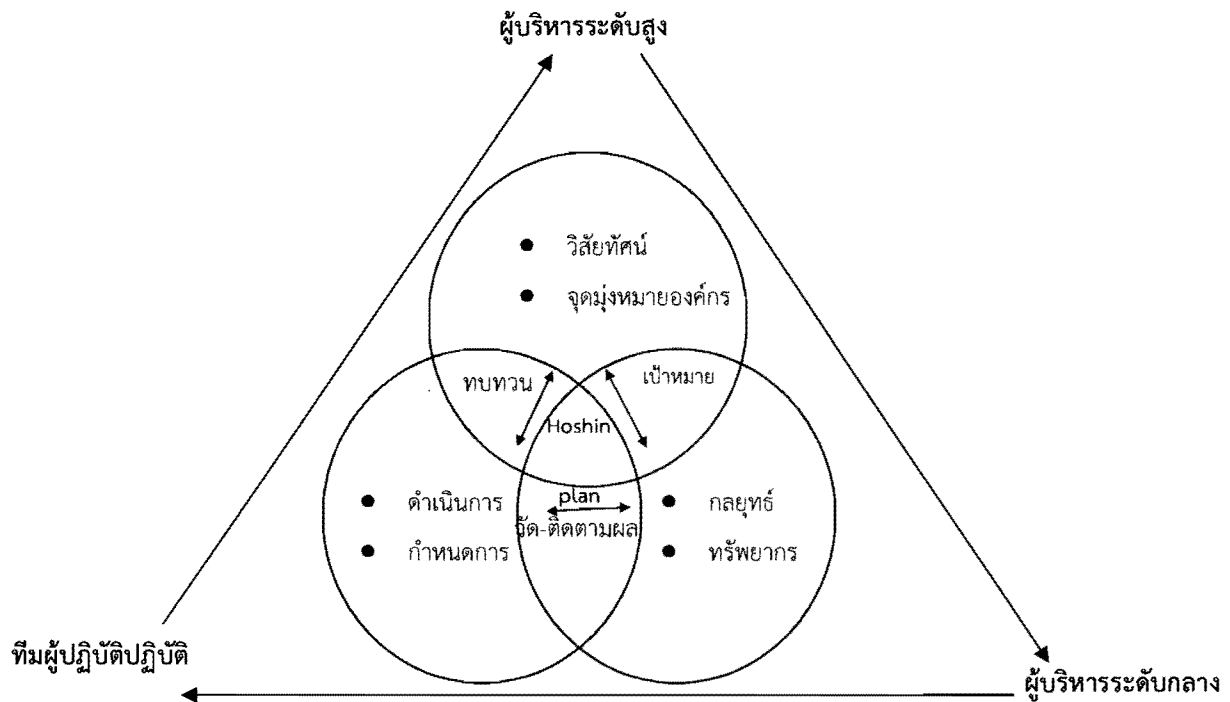 ผู้บริหารระดับสูง
● วิสัยทัศน์
● จุดมุ่งหมายองค์กร
ทบทวน
เป้าหมาย
Hoshin
plan
● ดำเนินการ
● กำหนดการ
วัด-ติดตามผล
● กลยุทธ์
● ทรัพยากร
ทีมผู้ปฏิบัติปฏิบัติ
ผู้บริหารระดับกลาง